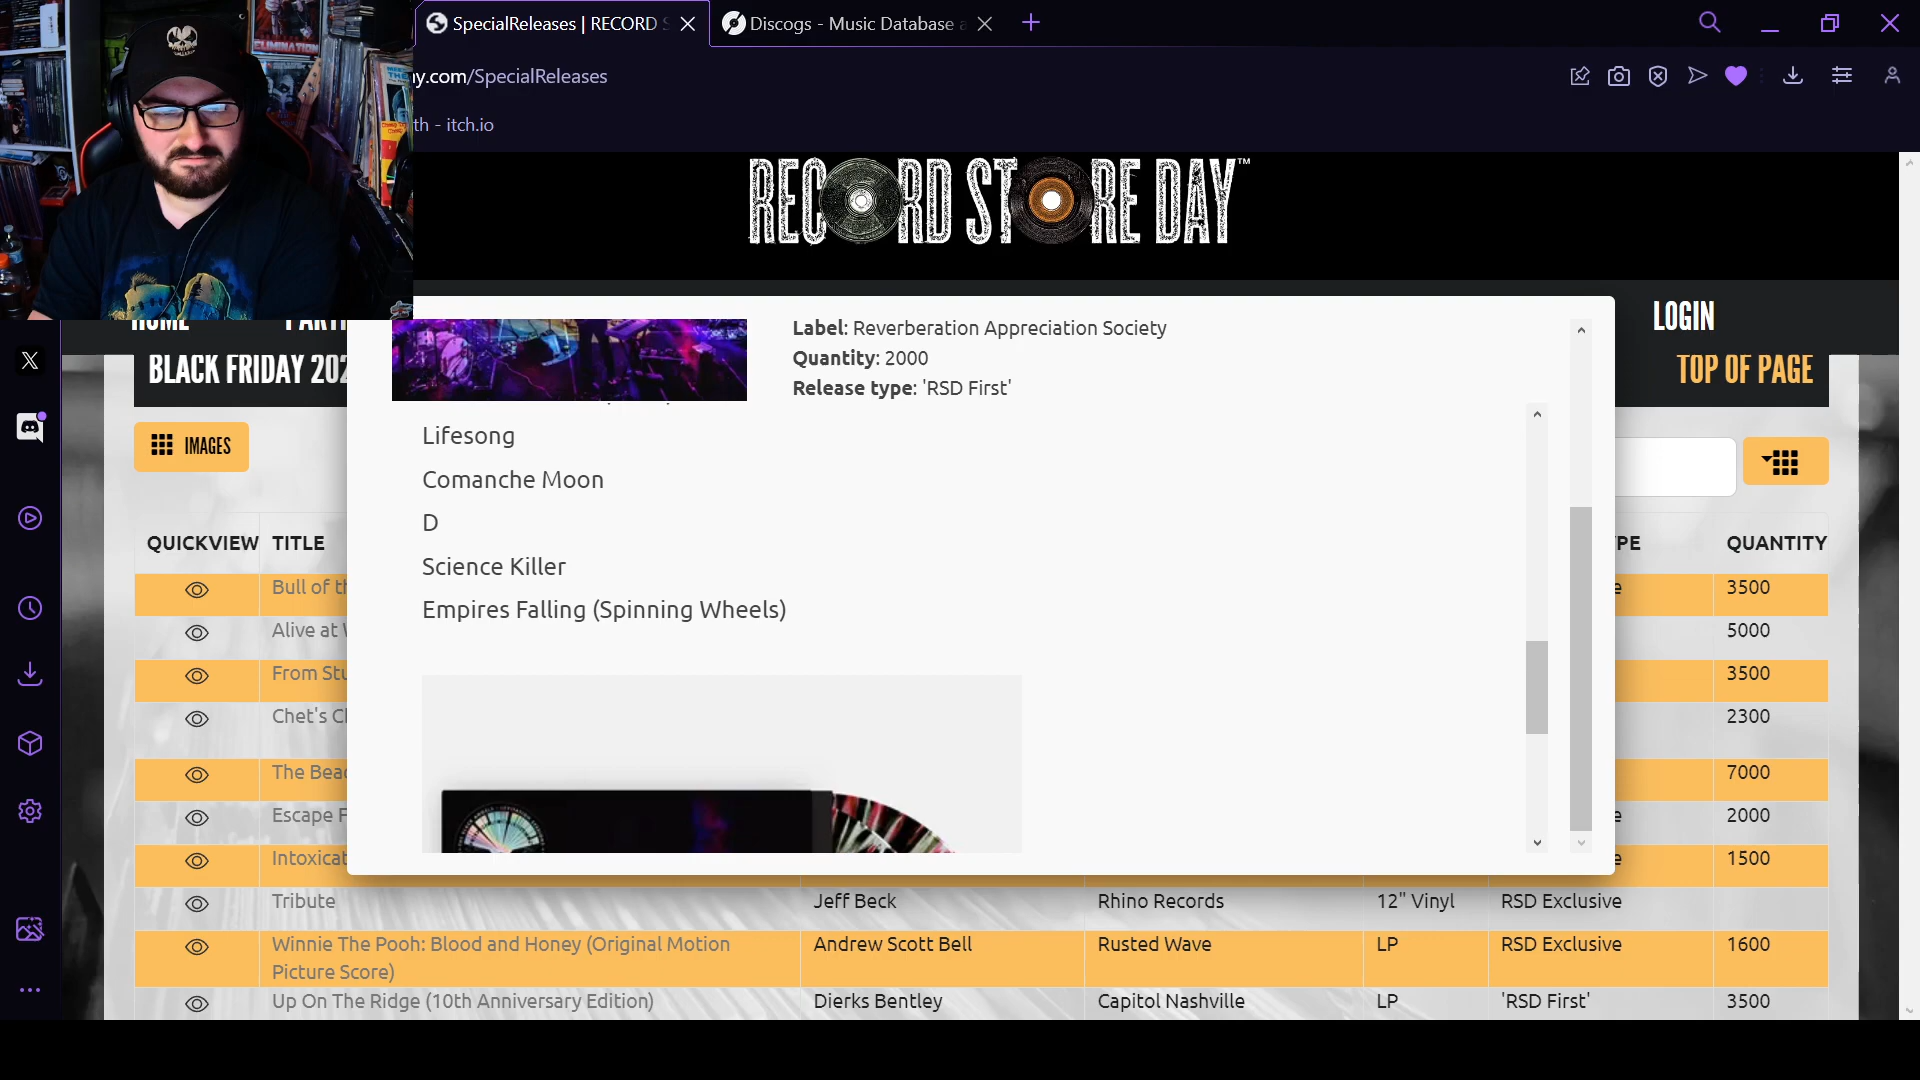 SpecialReleases | RECORD S
Discogs - Music Database a
y.com/SpecialReleases
th - itch.io
RECORD STORE DAY™
HOME
LOGIN
BLACK FRIDAY 202
TOP OF PAGE
Label: Reverberation Appreciation Society
Quantity: 2000
Release type: 'RSD First'
IMAGES
Lifesong
Comanche Moon
D
Science Killer
Empires Falling (Spinning Wheels)
QUICKVIEW TITLE PE QUANTITY
Bull of th e 3500
Alive at 5000
From Stu 3500
Chet's Cl 2300
The Bea 7000
Escape F e 2000
Intoxicat e 1500
Tribute Jeff Beck Rhino Records 12" Vinyl RSD Exclusive
Winnie The Pooh: Blood and Honey (Original Motion Andrew Scott Bell Rusted Wave LP RSD Exclusive 1600
Picture Score)
Up On The Ridge (10th Anniversary Edition) Dierks Bentley Capitol Nashville LP 'RSD First' 3500